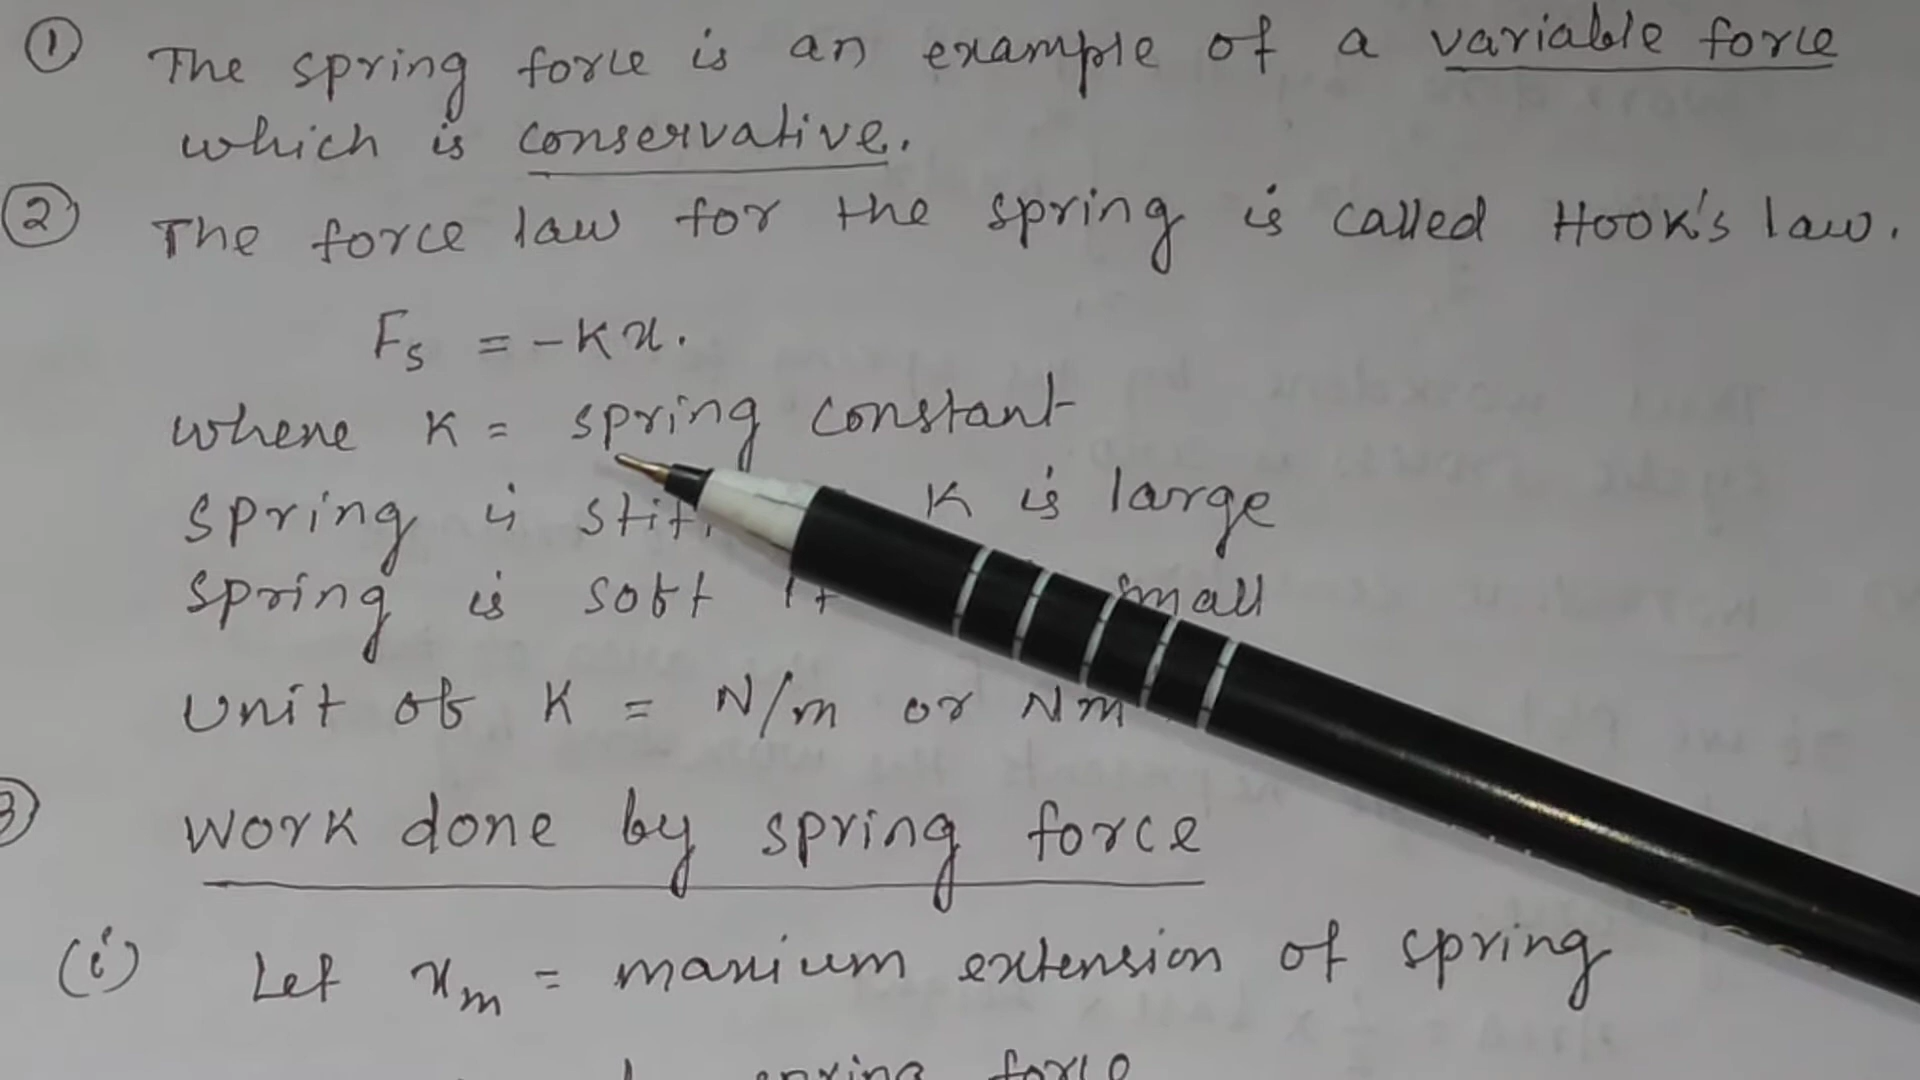 ① The spring force is an example of a variable force
which is conservative.
② The force law for the spring is called Hook's law.
Fs = -Kx.
where K = spring constant
spring is K is large
spring is soft small
unit of K = N/m or Nm
work done by spring force
(i) Let xm = maxium extension of spring
spring force